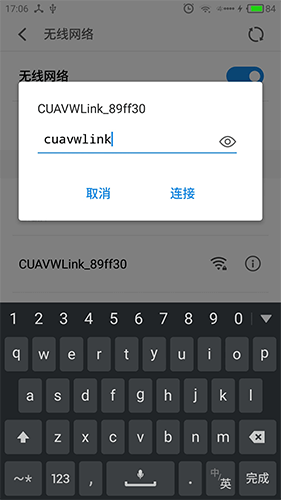 17:06
84
无线网络
无线网络
CUAVWLink_89ff30
cuavwlink
取消
连接
CUAVWLink_89ff30
1 2 3 4 5 6 7 8 9 0
q w e r t y u i o p
a s d f g h j k l
z x c v b n m
～* 123 , . 中/英 完成